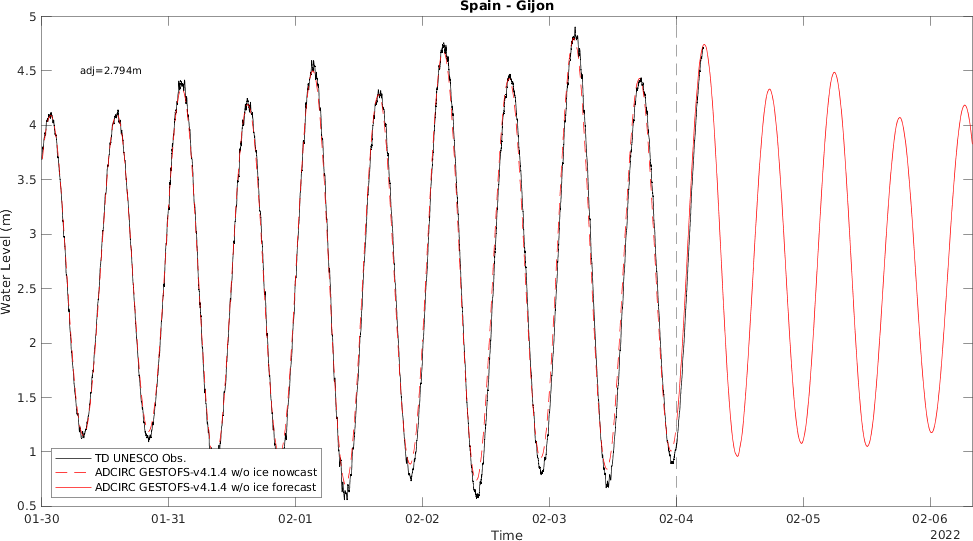 Spain - Gijon
adj=2.794m
5
4.5
4
3.5
3
2.5
2
1.5
1
0.5
Water Level (m)
TD UNESCO Obs.
ADCIRC GESTOFS-v4.1.4 w/o ice nowcast
ADCIRC GESTOFS-v4.1.4 w/o ice forecast
01-30 01-31 02-01 02-02 02-03 02-04 02-05 02-06
Time
2022